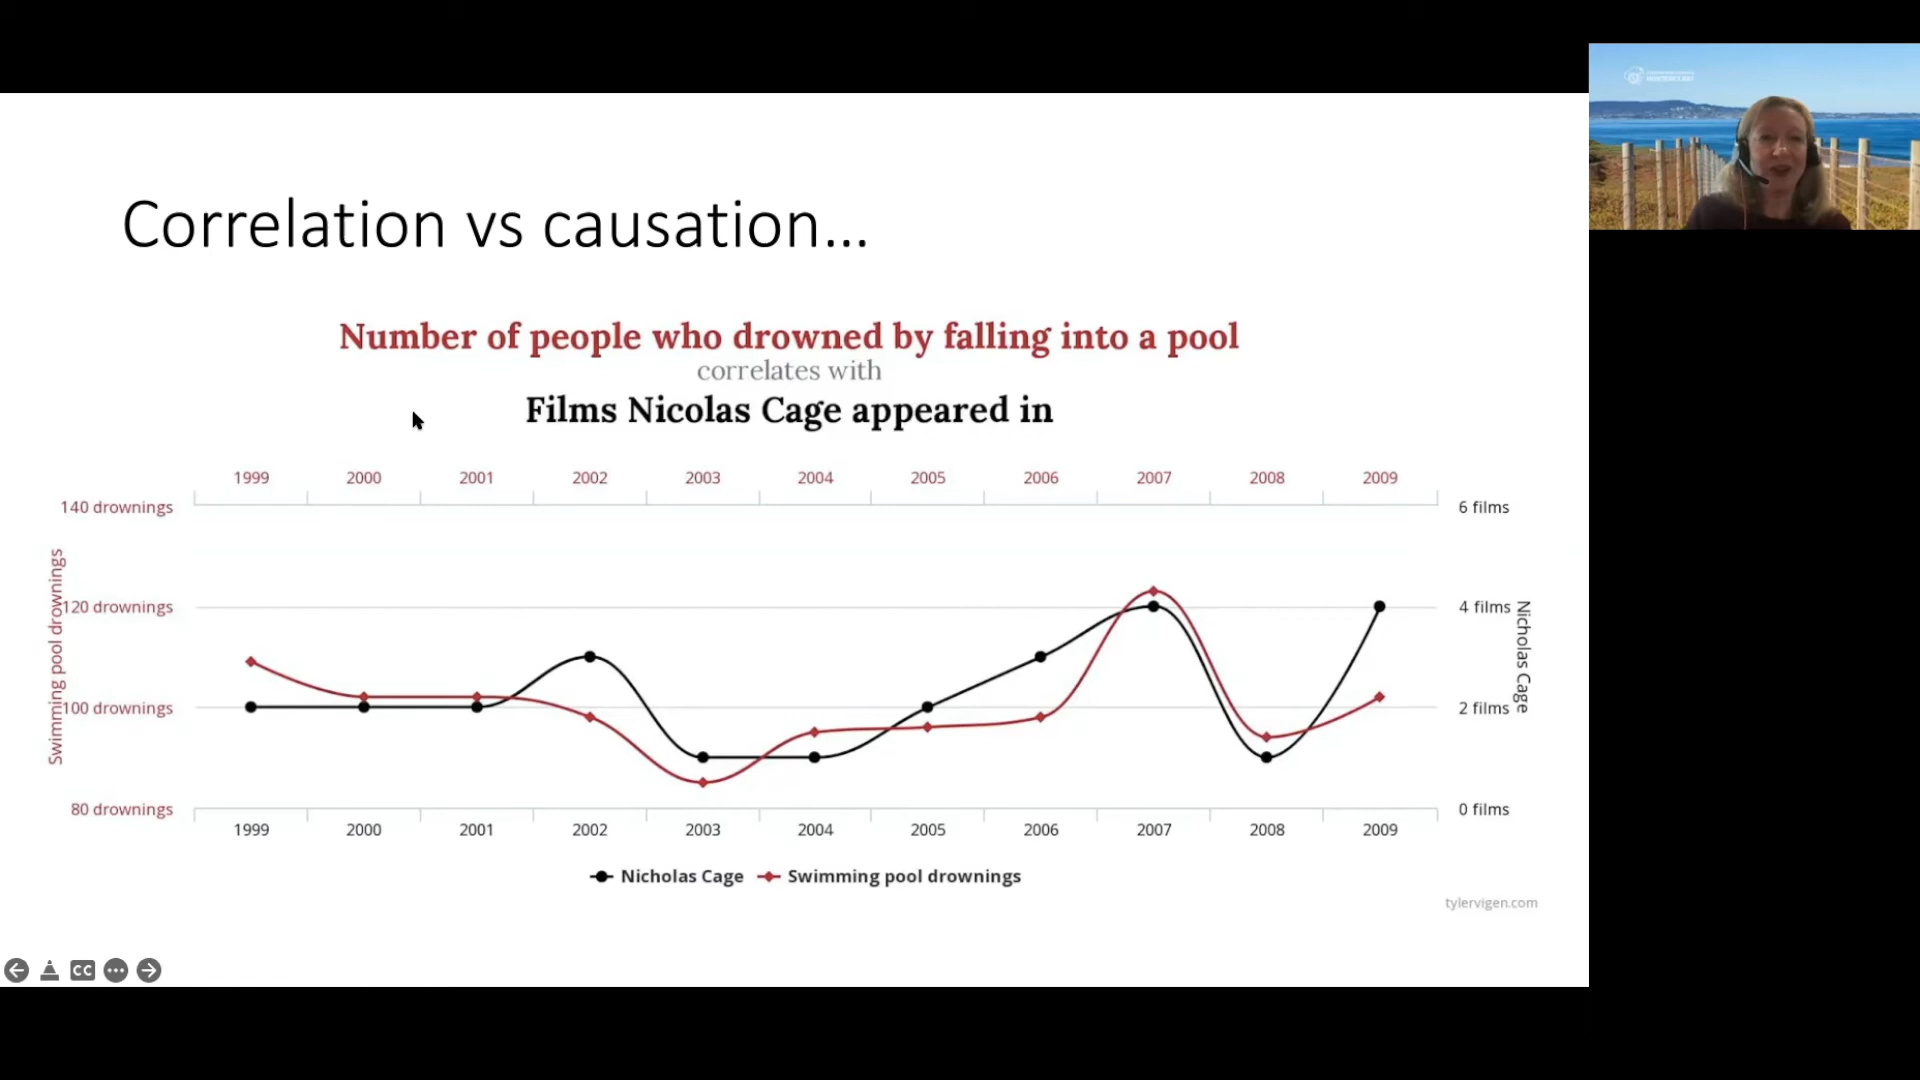 Correlation vs causation...
Number of people who drowned by falling into a pool
correlates with
Films Nicolas Cage appeared in
1999 2000 2001 2002 2003 2004 2005 2006 2007 2008 2009
140 drownings 6 films
120 drownings 4 films
100 drownings 2 films
80 drownings 0 films
Swimming pool drownings
Nicholas Cage
1999 2000 2001 2002 2003 2004 2005 2006 2007 2008 2009
Nicholas Cage Swimming pool drownings
tylervigen.com
CC